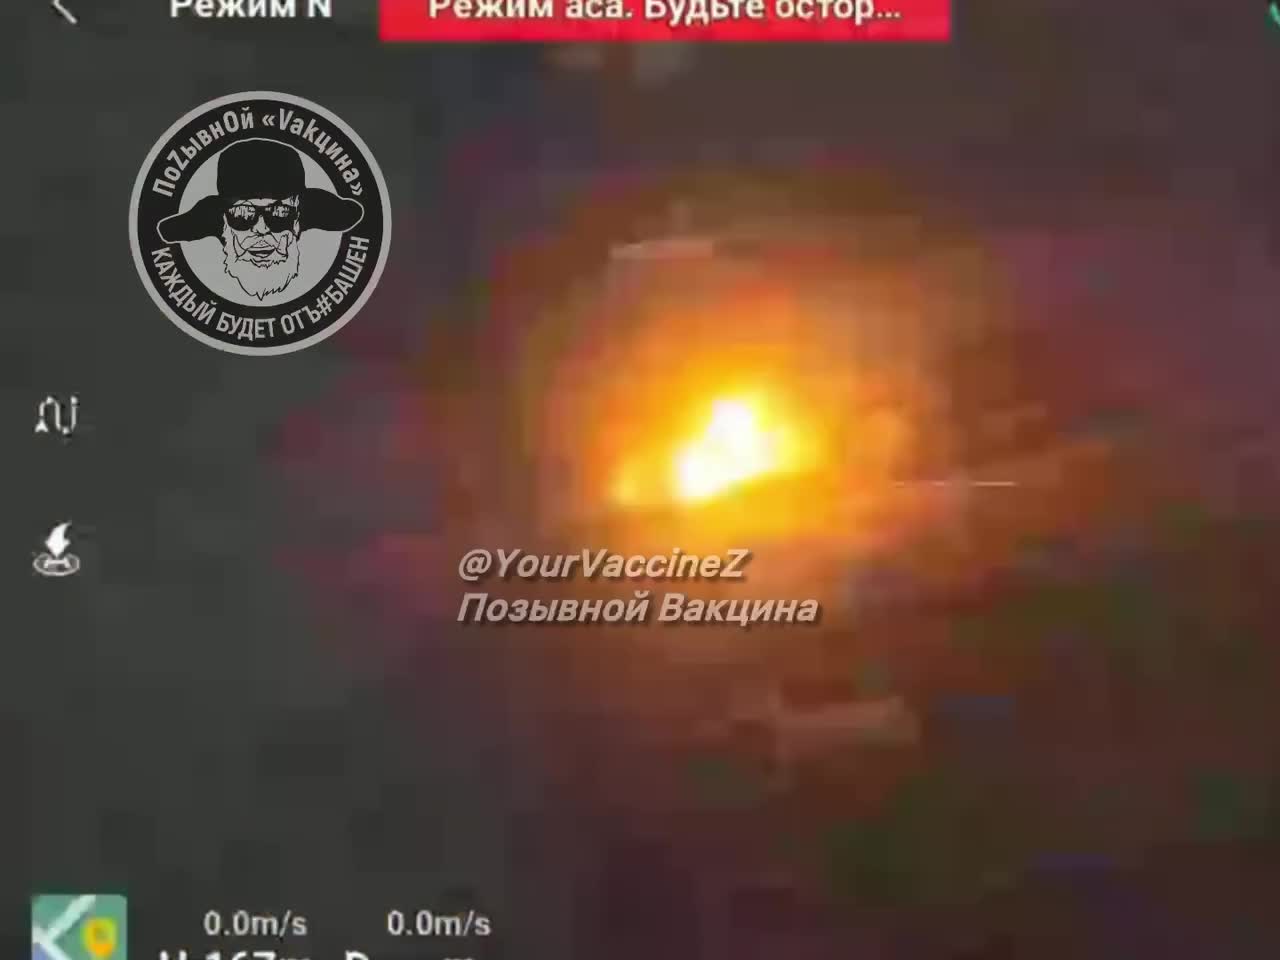 Режим N
Режим аса. Будьте остор...
ПоZывнОй «Vakцина»
КАЖДЫЙ БУДЕТ ОТЪ#БАШЕН
@YourVaccineZ
Позывной Вакцина
0.0m/s 0.0m/s